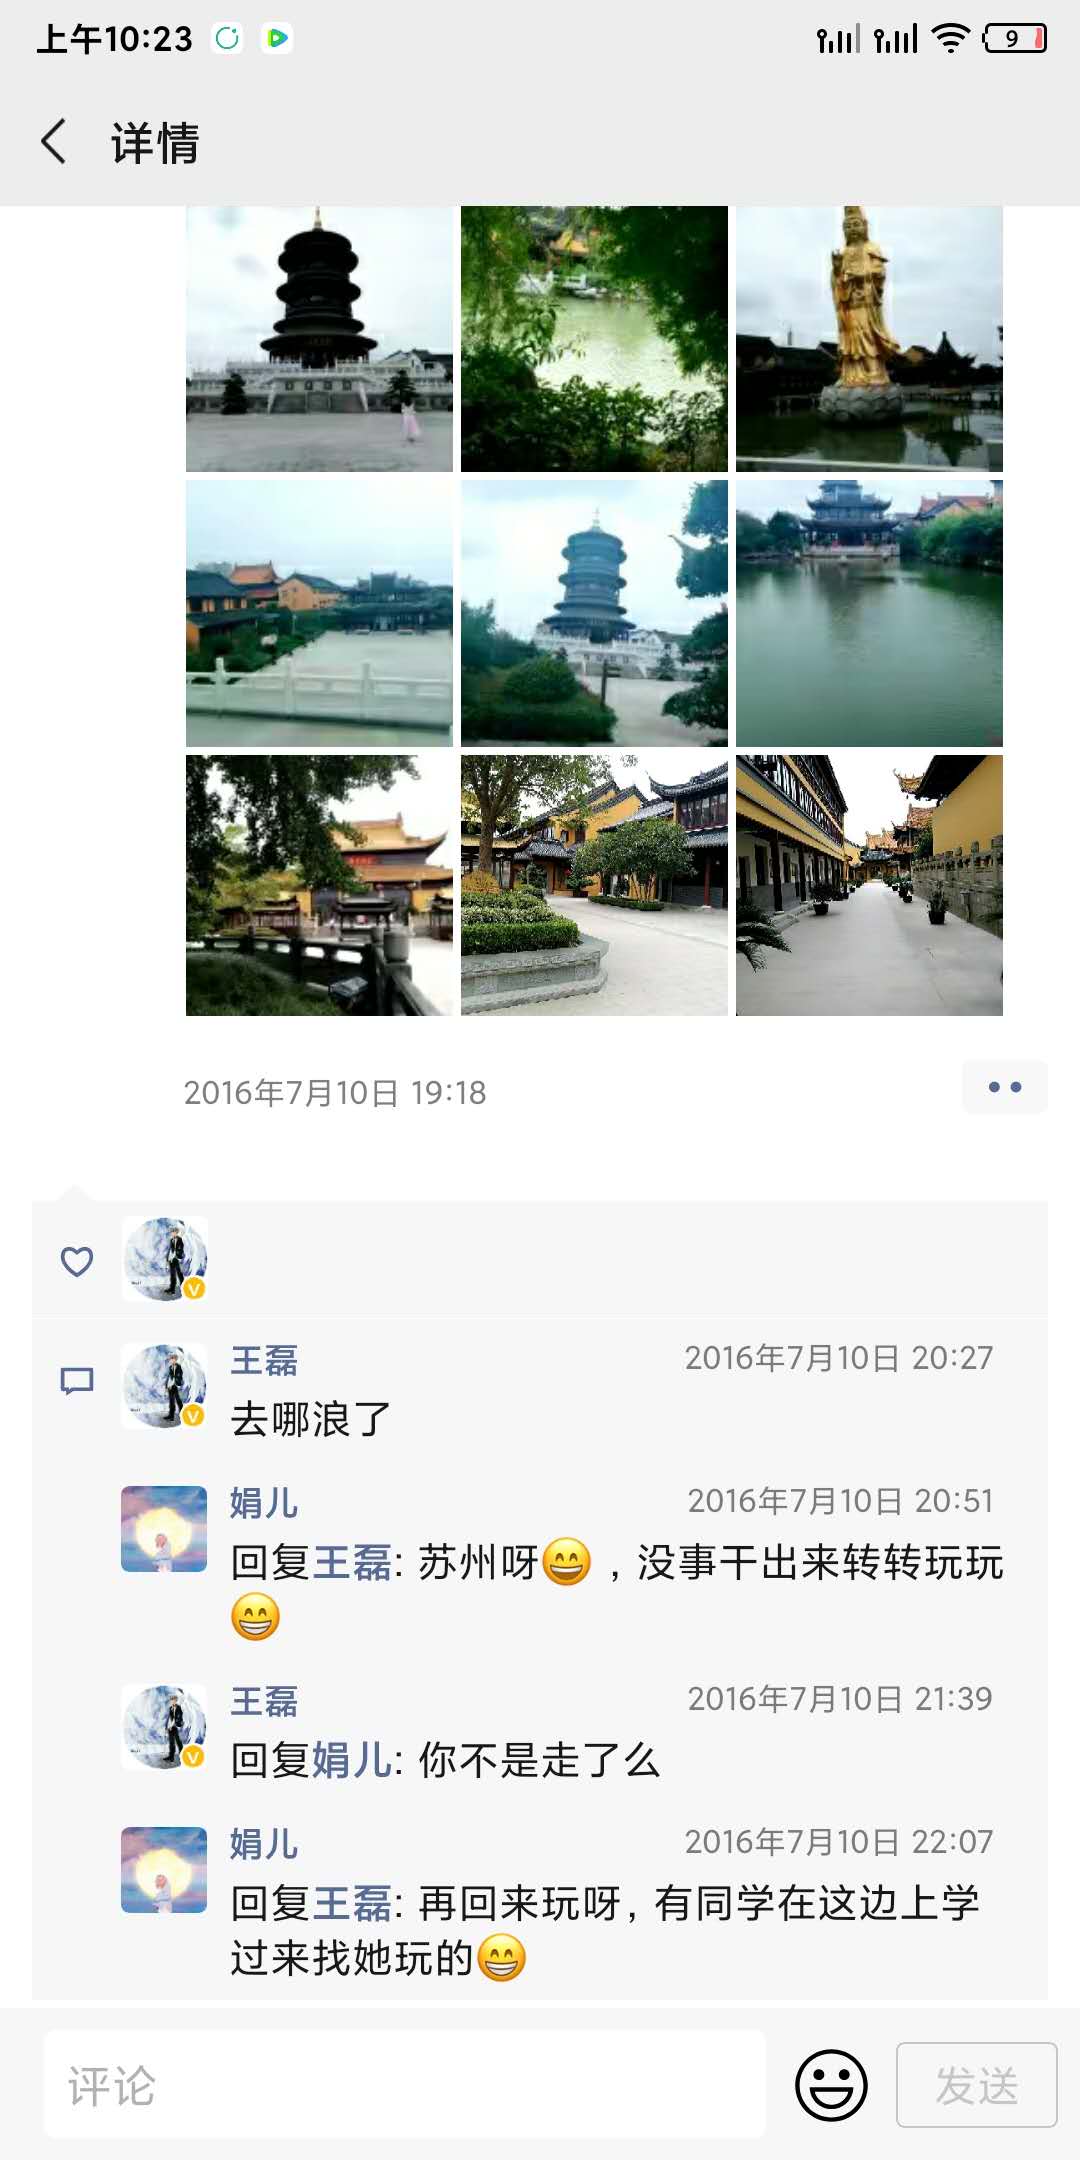 上午10:23
9
详情
2016年7月10日 19:18
王磊
2016年7月10日 20:27
去哪浪了
娟儿
2016年7月10日 20:51
回复王磊: 苏州呀😄，没事干出来转转玩玩
😁
王磊
2016年7月10日 21:39
回复娟儿: 你不是走了么
娟儿
2016年7月10日 22:07
回复王磊: 再回来玩呀, 有同学在这边上学
过来找她玩的😁
评论
发送